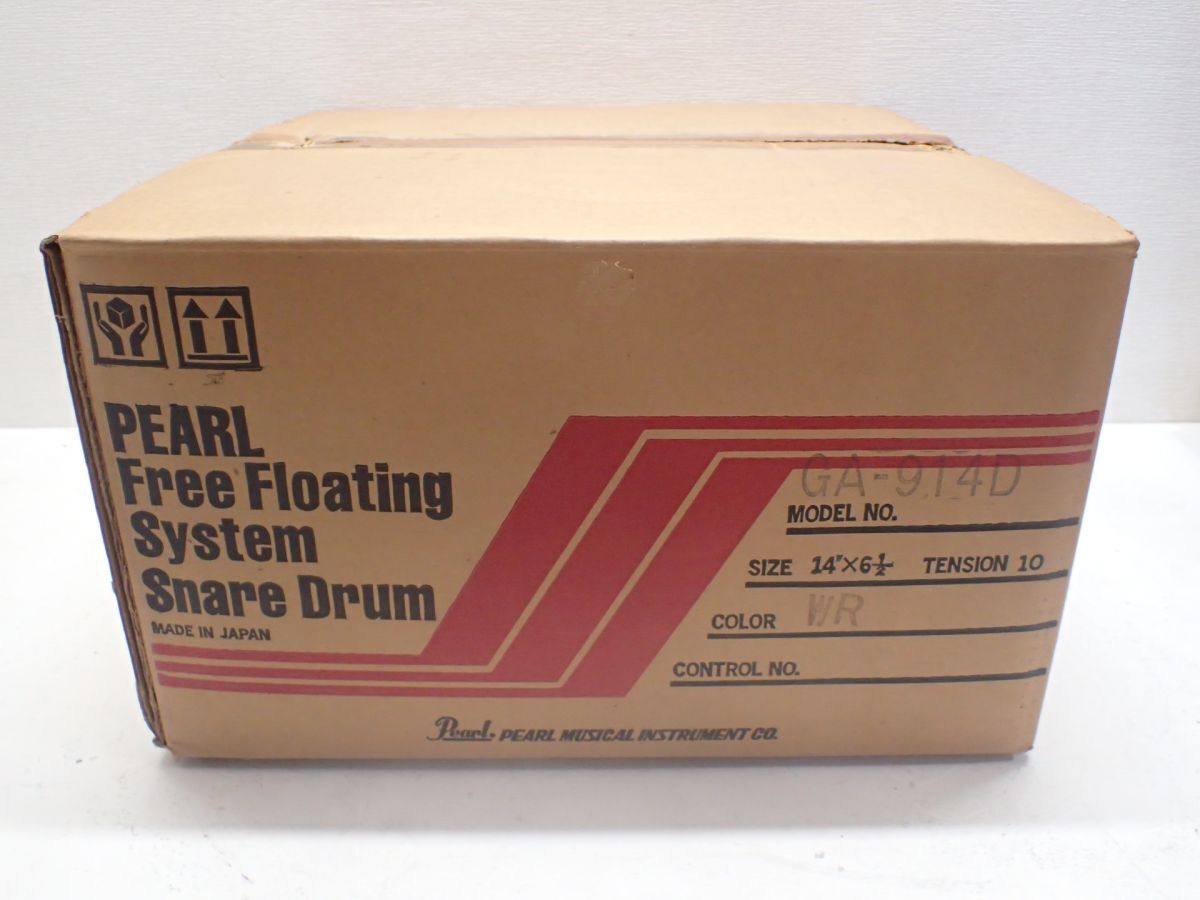 PEARL
Free Floating
System
Snare Drum
MADE IN JAPAN
GA-914D
MODEL NO.
SIZE 14"×6½ TENSION 10
COLOR WR
CONTROL NO.
Pearl. PEARL MUSICAL INSTRUMENT CO.